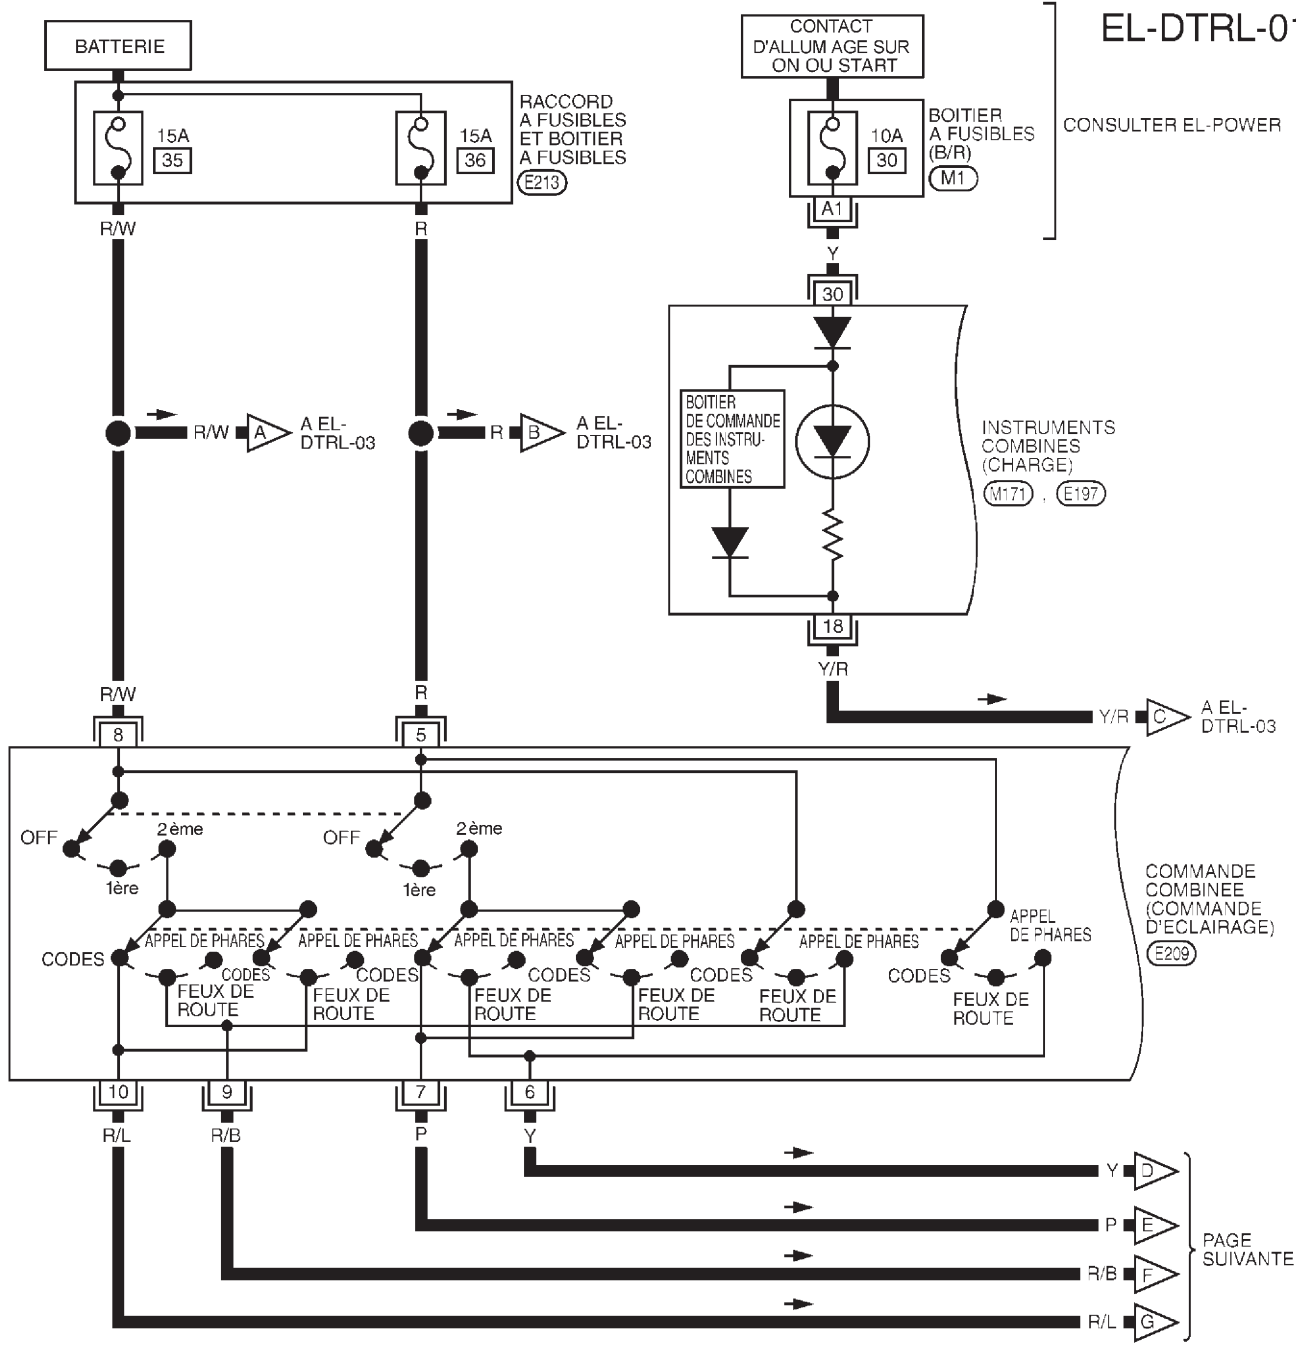 EL-DTRL-01
BATTERIE
CONTACT
D'ALLUM AGE SUR
ON OU START
RACCORD
A FUSIBLES
ET BOITIER
A FUSIBLES
E213
15A
35
15A
36
10A
30
BOITIER
A FUSIBLES
(B/R)
M1
CONSULTER EL-POWER
A1
R/W
R
Y
30
R/W
A
A EL-
DTRL-03
R
B
A EL-
DTRL-03
BOITIER
DE COMMANDE
DES INSTRU-
MENTS
COMBINES
INSTRUMENTS
COMBINES
(CHARGE)
M171 , E197
18
Y/R
R/W
R
Y/R
C
A EL-
DTRL-03
8
5
OFF
2ème
1ère
OFF
2ème
1ère
COMMANDE
COMBINEE
(COMMANDE
D'ECLAIRAGE)
E209
APPEL DE PHARES
APPEL DE PHARES
APPEL DE PHARES
APPEL DE PHARES
APPEL DE PHARES
APPEL
DE PHARES
CODES
CODES
CODES
CODES
CODES
CODES
FEUX DE
ROUTE
FEUX DE
ROUTE
FEUX DE
ROUTE
FEUX DE
ROUTE
FEUX DE
ROUTE
FEUX DE
ROUTE
10
9
7
6
R/L
R/B
P
Y
Y
D
P
E
R/B
F
R/L
G
PAGE
SUIVANTE